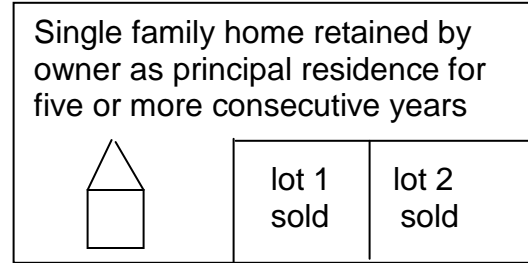 Single family home retained by
owner as principal residence for
five or more consecutive years
lot 1
sold
lot 2
sold